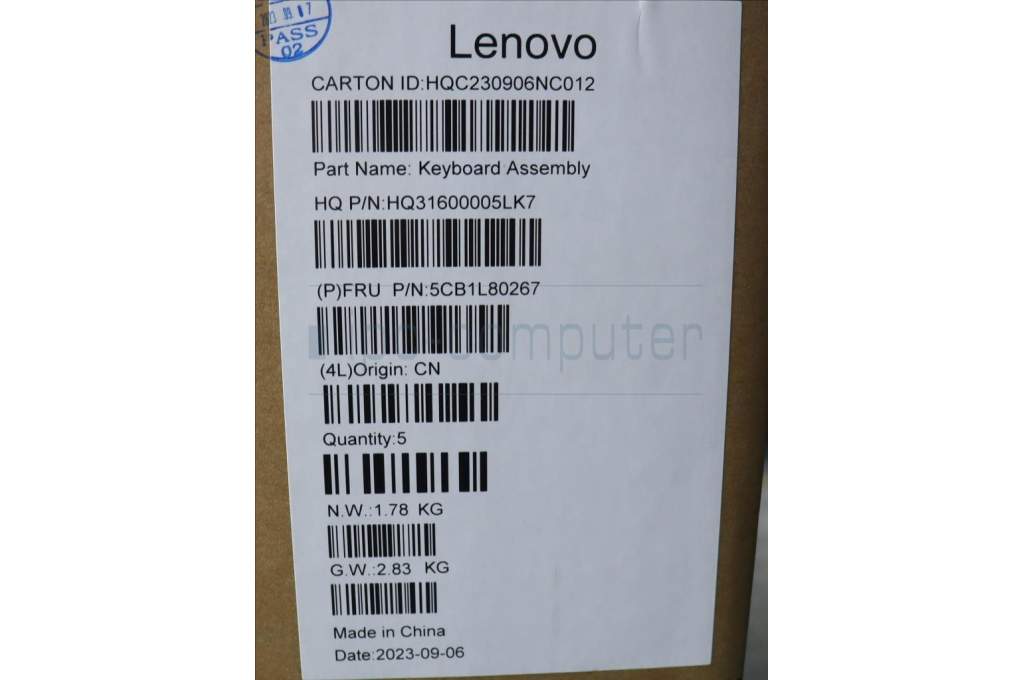 PASS
02
Lenovo
CARTON ID:HQC230906NC012
Part Name: Keyboard Assembly
HQ P/N:HQ31600005LK7
(P)FRU P/N:5CB1L80267
computer
(4L)Origin: CN
Quantity:5
N.W.:1.78 KG
G.W.:2.83 KG
Made in China
Date:2023-09-06